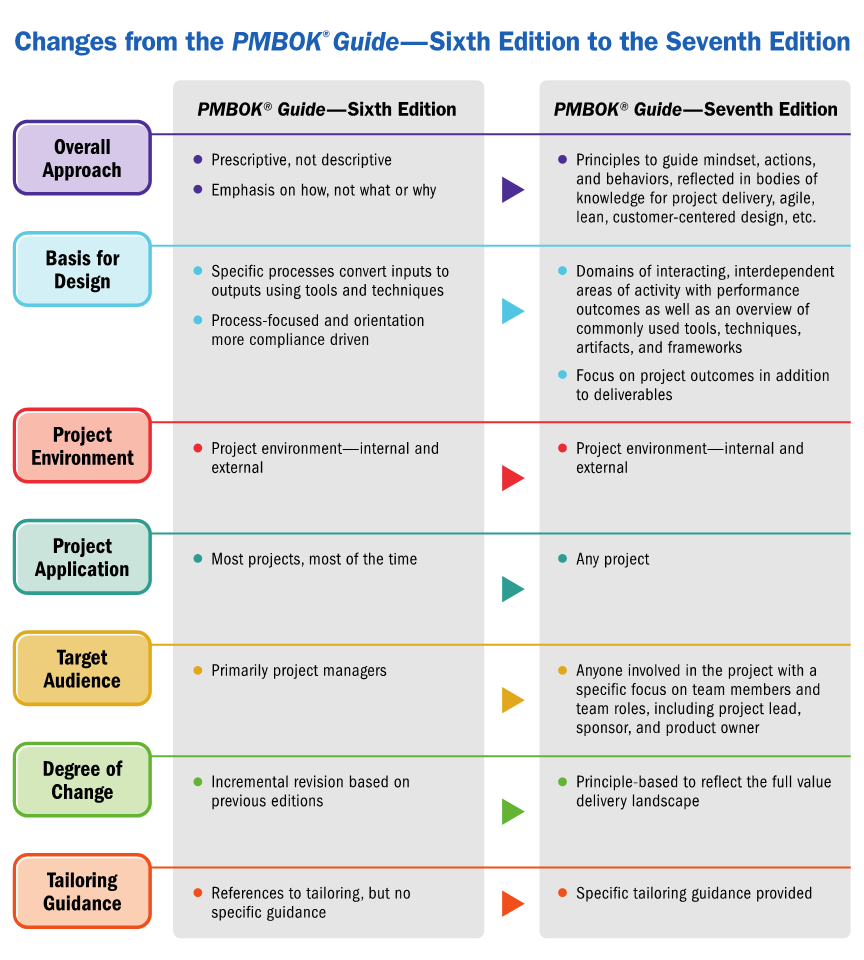 Changes from the PMBOK® Guide—Sixth Edition to the Seventh Edition
PMBOK® Guide—Sixth Edition
PMBOK® Guide—Seventh Edition
Overall
Approach
Prescriptive, not descriptive
Emphasis on how, not what or why
Principles to guide mindset, actions,
and behaviors, reflected in bodies of
knowledge for project delivery, agile,
lean, customer-centered design, etc.
Basis for
Design
Specific processes convert inputs to
outputs using tools and techniques
Process-focused and orientation
more compliance driven
Domains of interacting, interdependent
areas of activity with performance
outcomes as well as an overview of
commonly used tools, techniques,
artifacts, and frameworks
Focus on project outcomes in addition
to deliverables
Project
Environment
Project environment—internal and
external
Project environment—internal and
external
Project
Application
Most projects, most of the time
Any project
Target
Audience
Primarily project managers
Anyone involved in the project with a
specific focus on team members and
team roles, including project lead,
sponsor, and product owner
Degree of
Change
Incremental revision based on
previous editions
Principle-based to reflect the full value
delivery landscape
Tailoring
Guidance
References to tailoring, but no
specific guidance
Specific tailoring guidance provided